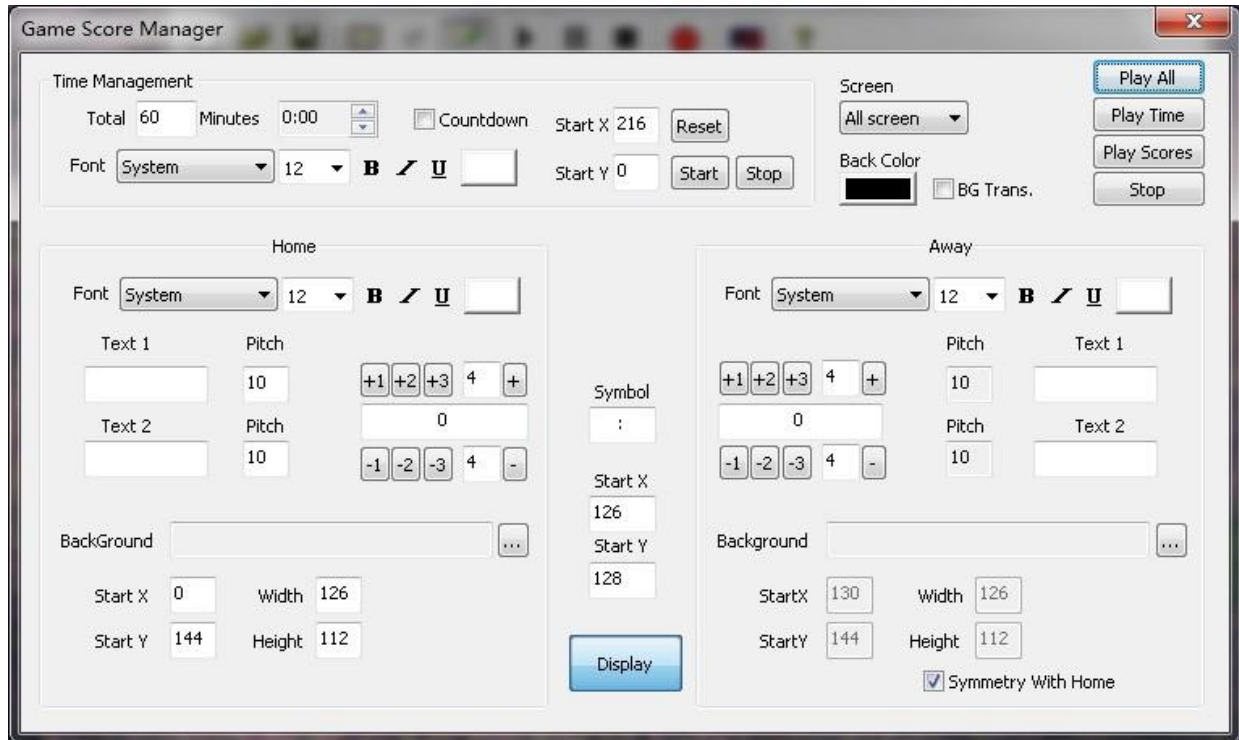 Game Score Manager
Time Management
Total 60 Minutes 0:00 Countdown Start X 216 Reset
Font System 12 B I U Start Y 0 Start Stop
Screen
All screen
Back Color
BG Trans.
Play All
Play Time
Play Scores
Stop
Home
Font System 12 B I U
Text 1 Pitch
10 +1 +2 +3 4 +
0
Text 2 Pitch
10 -1 -2 -3 4 -
BackGround ...
Start X 0 Width 126
Start Y 144 Height 112
Symbol
:
Start X
126
Start Y
128
Display
Away
Font System 12 B I U
Pitch Text 1
+1 +2 +3 4 + 10
0
Pitch Text 2
-1 -2 -3 4 - 10
Background ...
StartX 130 Width 126
StartY 144 Height 112
Symmetry With Home